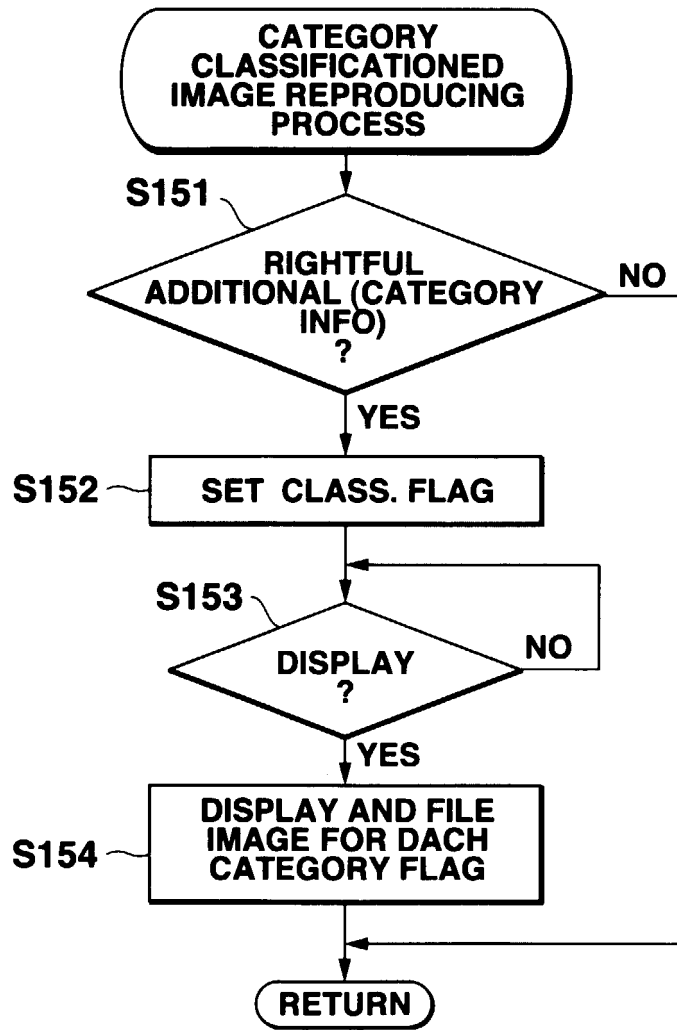 CATEGORY
CLASSIFICATIONED
IMAGE REPRODUCING
PROCESS
S151
RIGHTFUL
ADDITIONAL (CATEGORY
INFO)
?
NO
YES
S152
SET CLASS. FLAG
S153
DISPLAY
?
NO
YES
S154
DISPLAY AND FILE
IMAGE FOR DACH
CATEGORY FLAG
RETURN